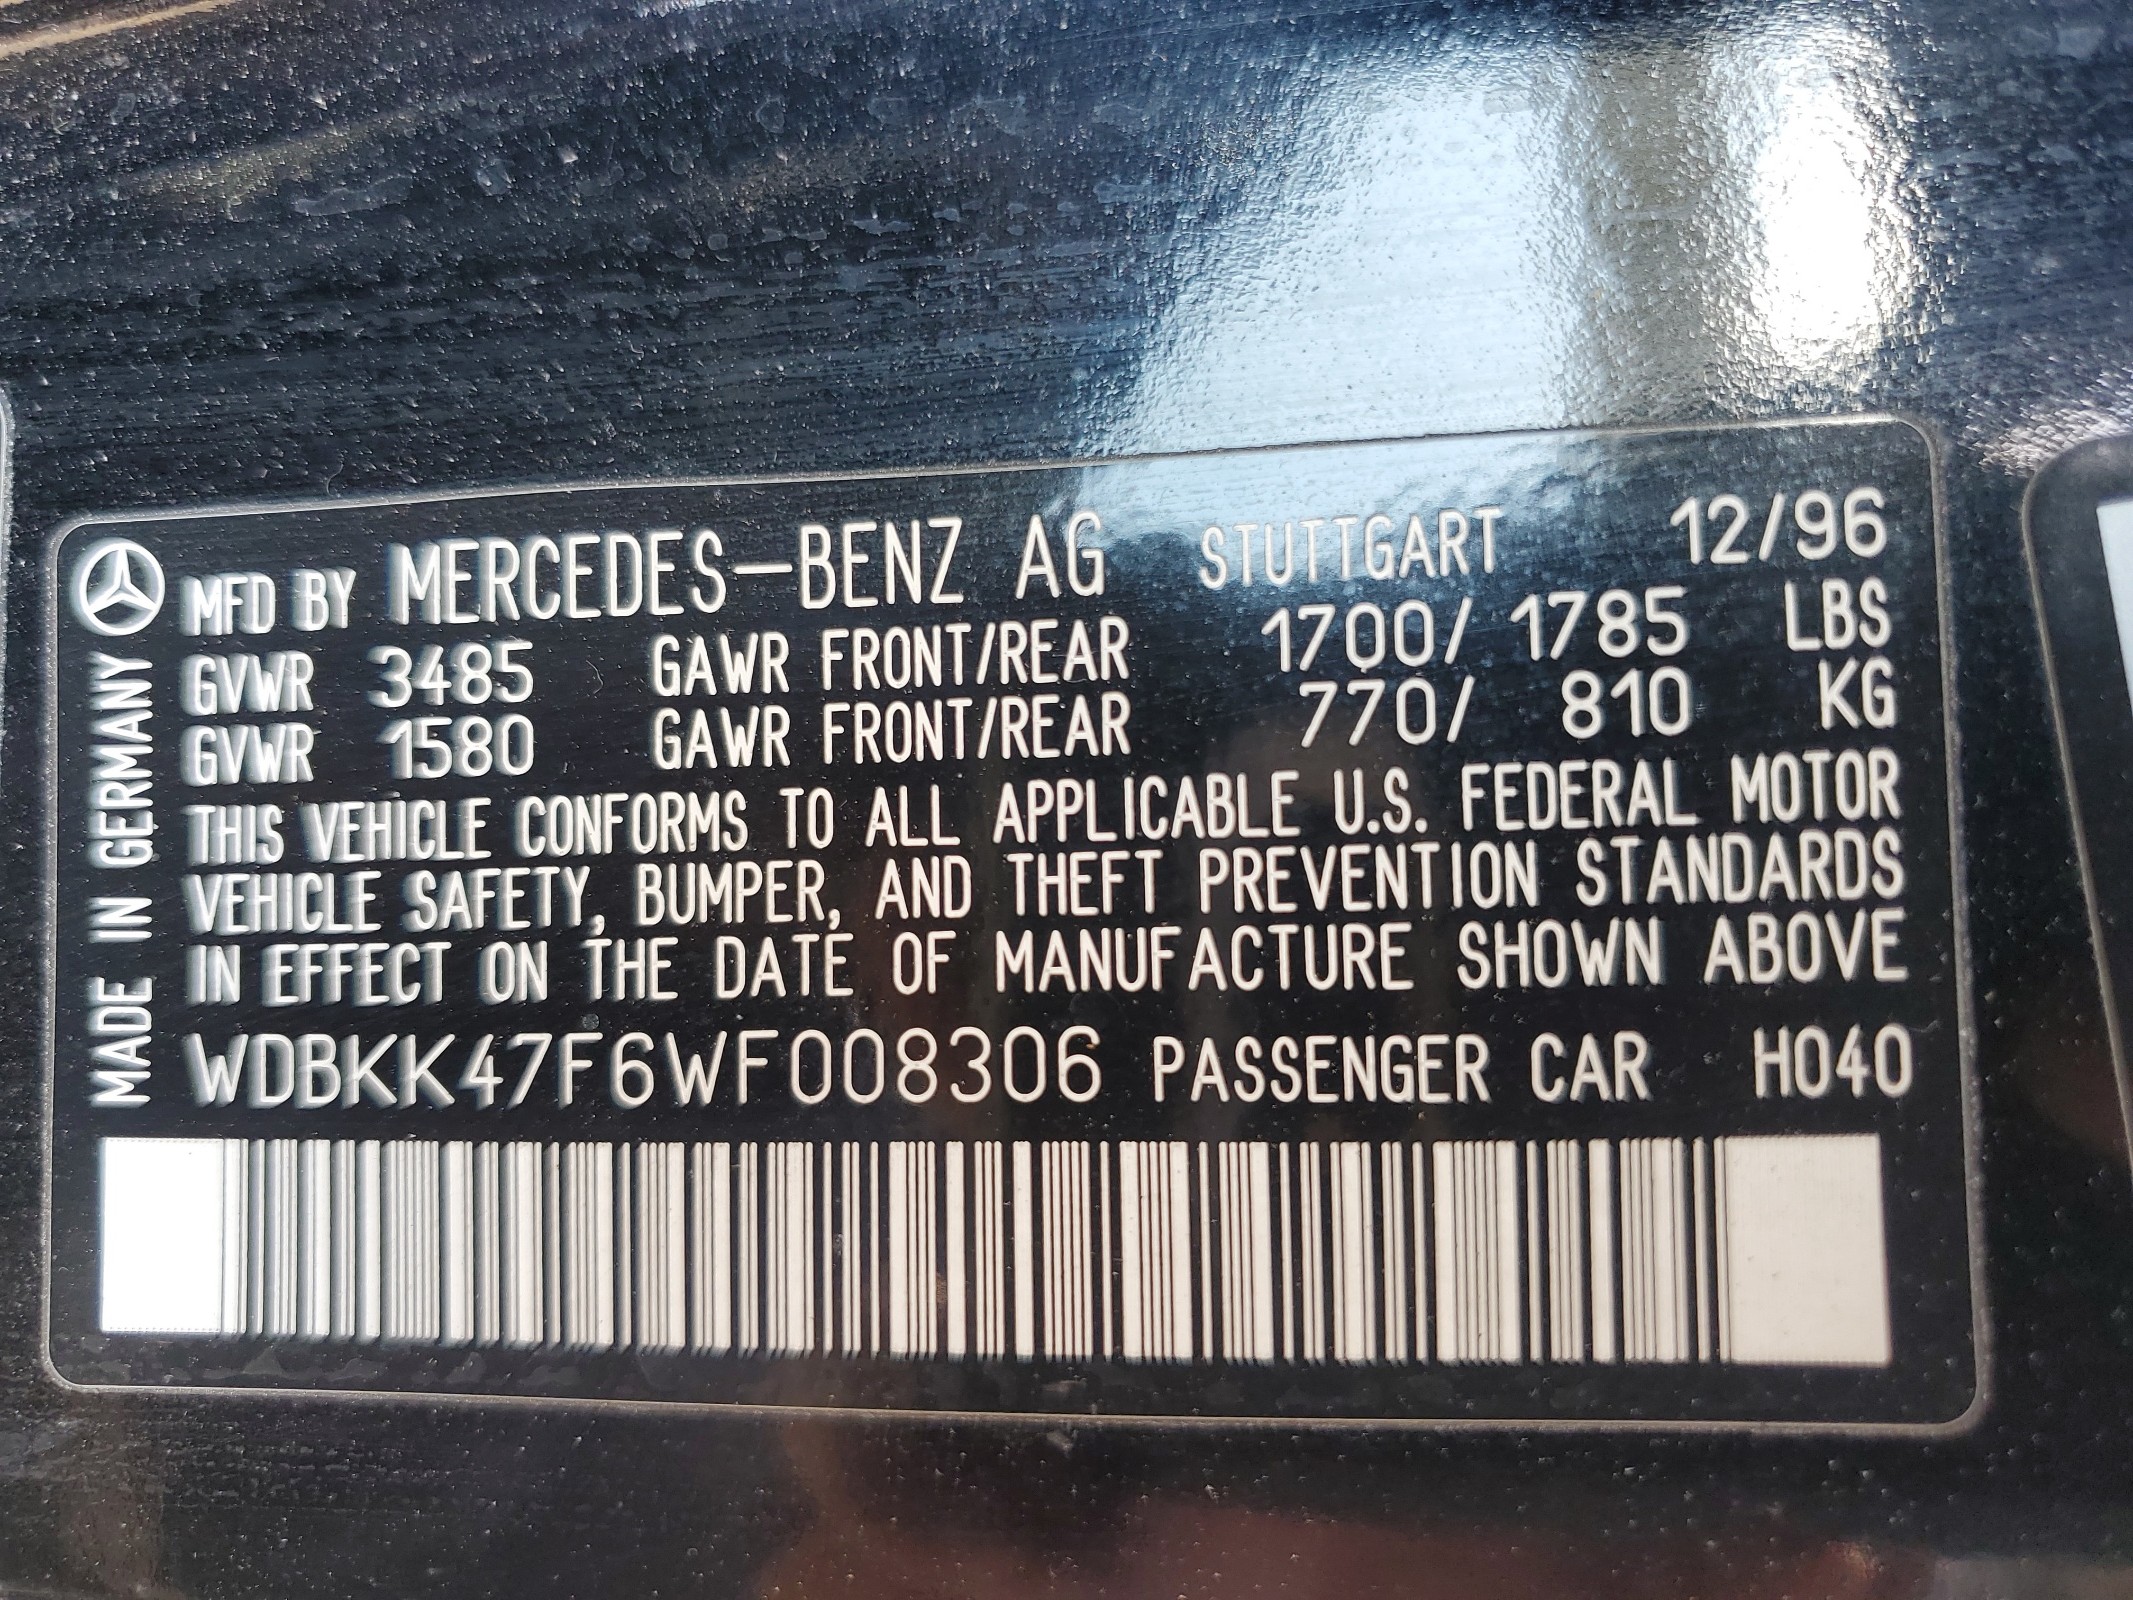 MFD BY MERCEDES-BENZ AG STUTTGART 12/96
GVWR 3485 GAWR FRONT/REAR 1700/ 1785 LBS
GVWR 1580 GAWR FRONT/REAR 770/ 810 KG
THIS VEHICLE CONFORMS TO ALL APPLICABLE U.S. FEDERAL MOTOR
VEHICLE SAFETY, BUMPER, AND THEFT PREVENTION STANDARDS
IN EFFECT ON THE DATE OF MANUFACTURE SHOWN ABOVE
WDBKK47F6WF008306 PASSENGER CAR H040
MADE IN GERMANY